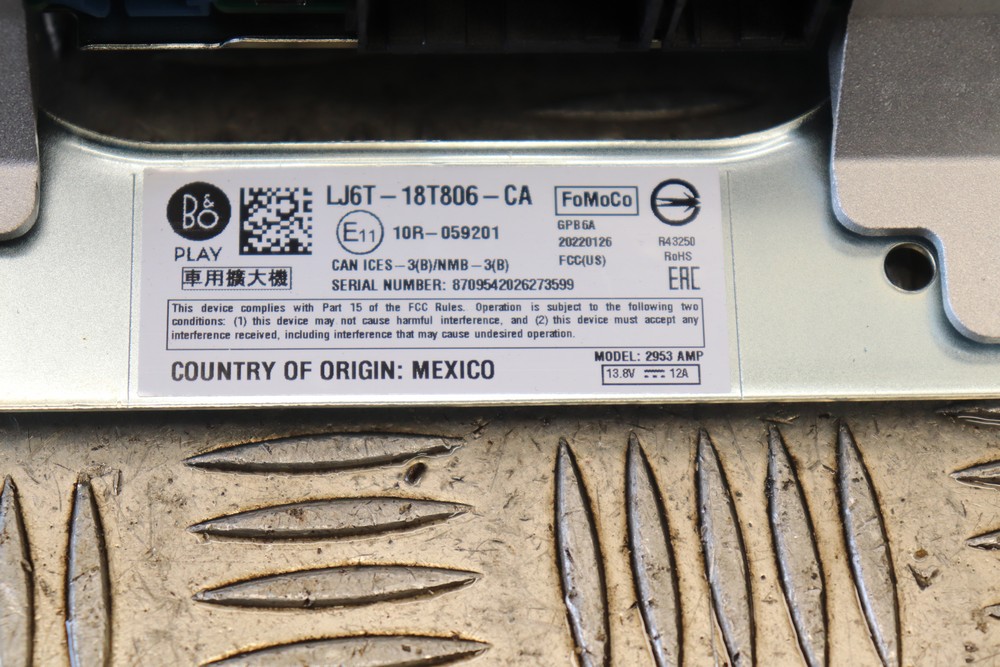 B&O
PLAY
車用擴大機
LJ6T-18T806-CA
E11 10R-059201
CAN ICES-3(B)/NMB-3(B)
SERIAL NUMBER: 8709542026273599
FoMoCo
GPB6A
20220126
FCC(US)
R43250
RoHS
EAC
This device complies with Part 15 of the FCC Rules. Operation is subject to the following two
conditions: (1) this device may not cause harmful interference, and (2) this device must accept any
interference received, including interference that may cause undesired operation.
COUNTRY OF ORIGIN: MEXICO
MODEL: 2953 AMP
13.8V 12A